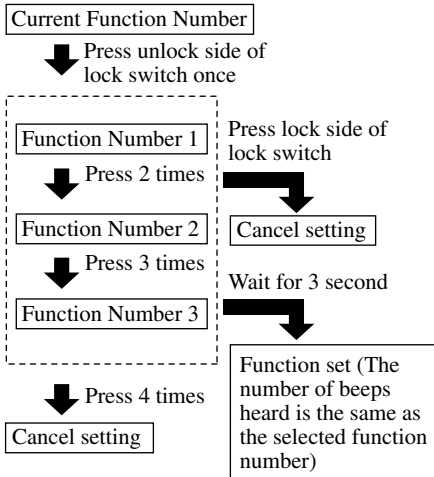 Current Function Number
Press unlock side of
lock switch once
Function Number 1
Press 2 times
Press lock side of
lock switch
Function Number 2
Cancel setting
Press 3 times
Wait for 3 second
Function Number 3
Press 4 times
Cancel setting
Function set (The
number of beeps
heard is the same as
the selected function
number)